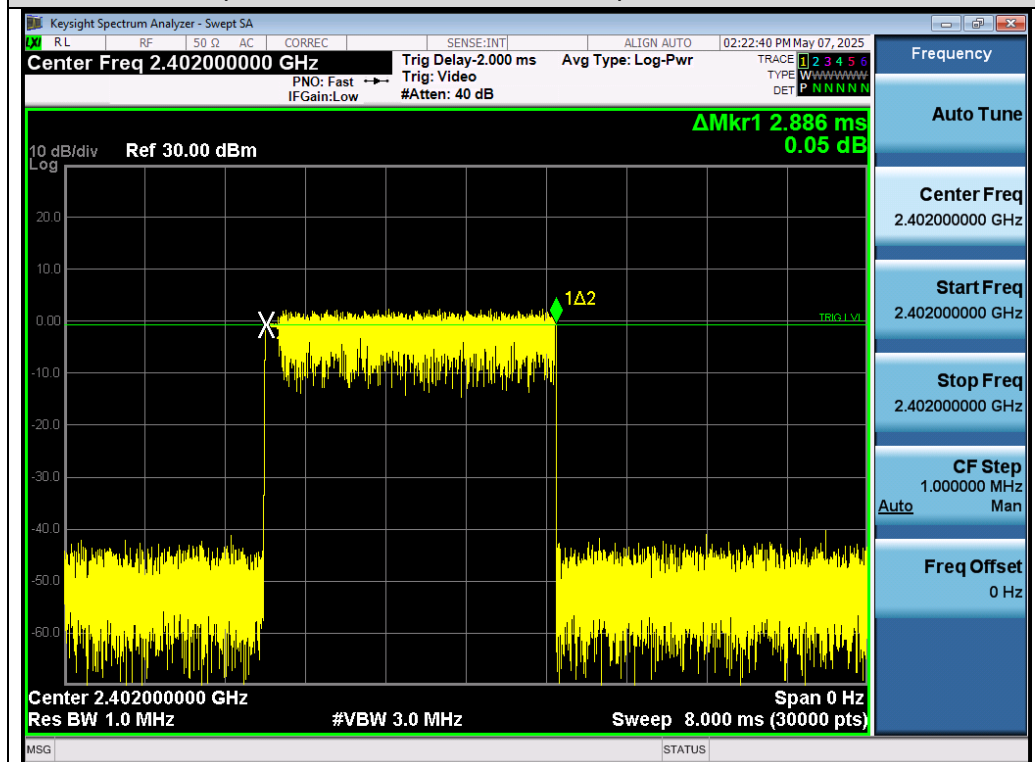 Keysight Spectrum Analyzer - Swept SA
LXI RL RF 50 Ω AC CORREC SENSE:INT ALIGN AUTO 02:22:40 PM May 07, 2025
Center Freq 2.402000000 GHz
PNO: Fast
IFGain:Low
Trig Delay-2.000 ms
Trig: Video
#Atten: 40 dB
Avg Type: Log-Pwr
TRACE 1 2 3 4 5 6
TYPE WWWWWW
DET P N N N N N
ΔMkr1 2.886 ms
0.05 dB
10 dB/div Ref 30.00 dBm
Log
20.0
10.0
0.00
-10.0
-20.0
-30.0
-40.0
-50.0
-60.0
1Δ2
TRIG LVL
X
Center 2.402000000 GHz Span 0 Hz
Res BW 1.0 MHz #VBW 3.0 MHz Sweep 8.000 ms (30000 pts)
MSG STATUS
Frequency
Auto Tune
Center Freq
2.402000000 GHz
Start Freq
2.402000000 GHz
Stop Freq
2.402000000 GHz
CF Step
1.000000 MHz
Auto Man
Freq Offset
0 Hz